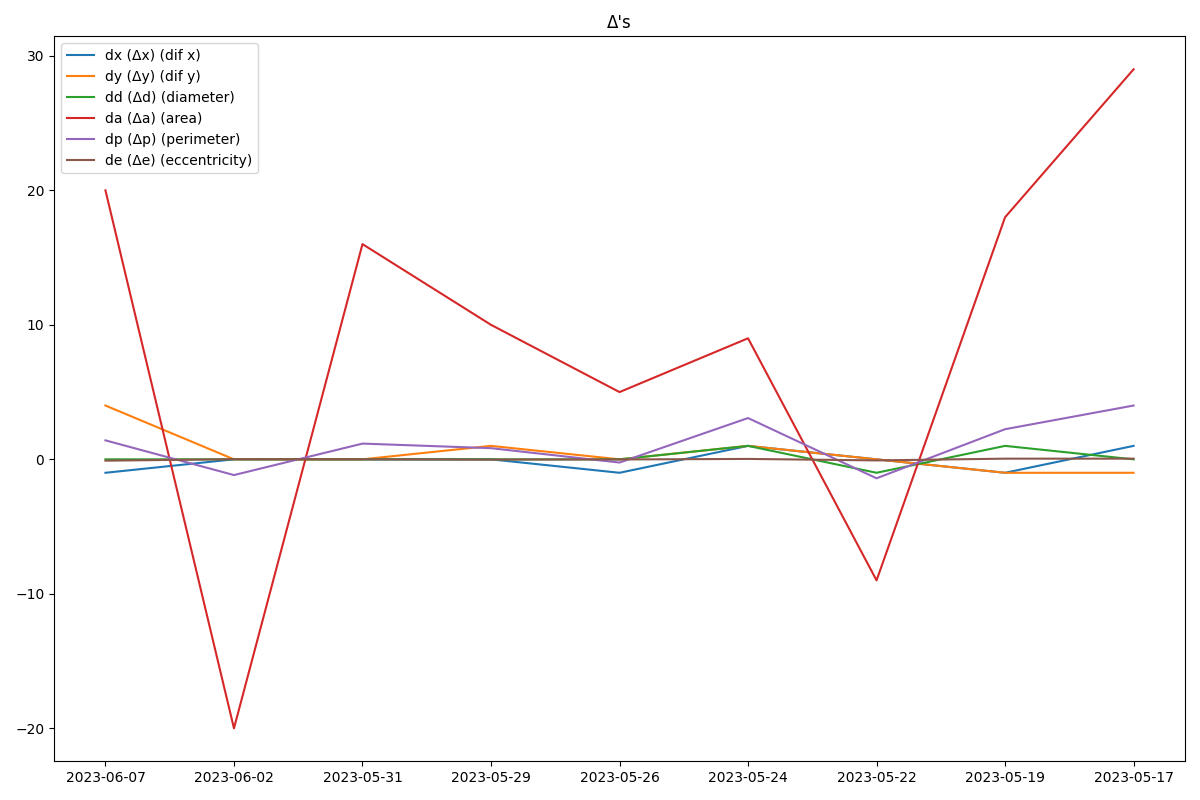 Δ's
dx (Δx) (dif x)
dy (Δy) (dif y)
dd (Δd) (diameter)
da (Δa) (area)
dp (Δp) (perimeter)
de (Δe) (eccentricity)
30
20
10
0
−10
−20
2023-06-07 2023-06-02 2023-05-31 2023-05-29 2023-05-26 2023-05-24 2023-05-22 2023-05-19 2023-05-17